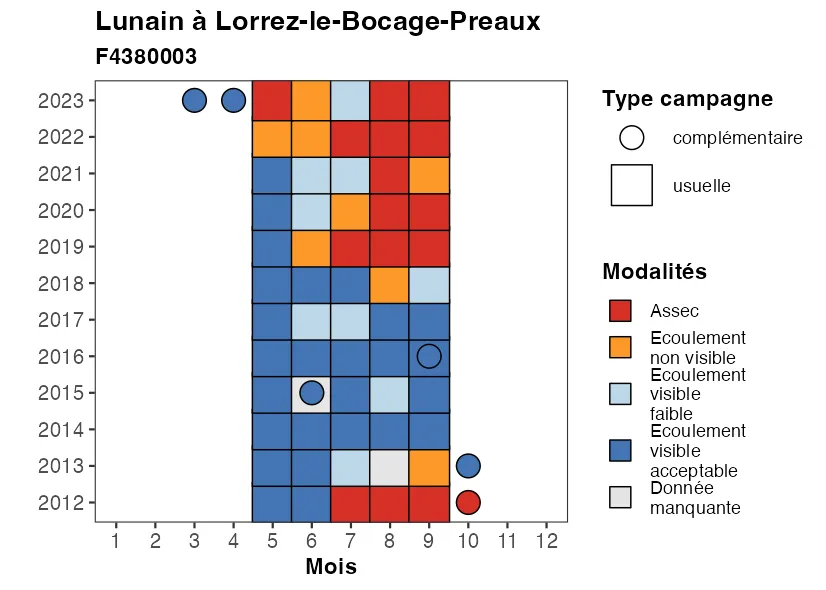 Lunain à Lorrez-le-Bocage-Preaux
F4380003
2023
2022
2021
2020
2019
2018
2017
2016
2015
2014
2013
2012
1 2 3 4 5 6 7 8 9 10 11 12
Mois
Type campagne
complémentaire
usuelle
Modalités
Assec
Ecoulement
non visible
Ecoulement
visible
faible
Ecoulement
visible
acceptable
Donnée
manquante